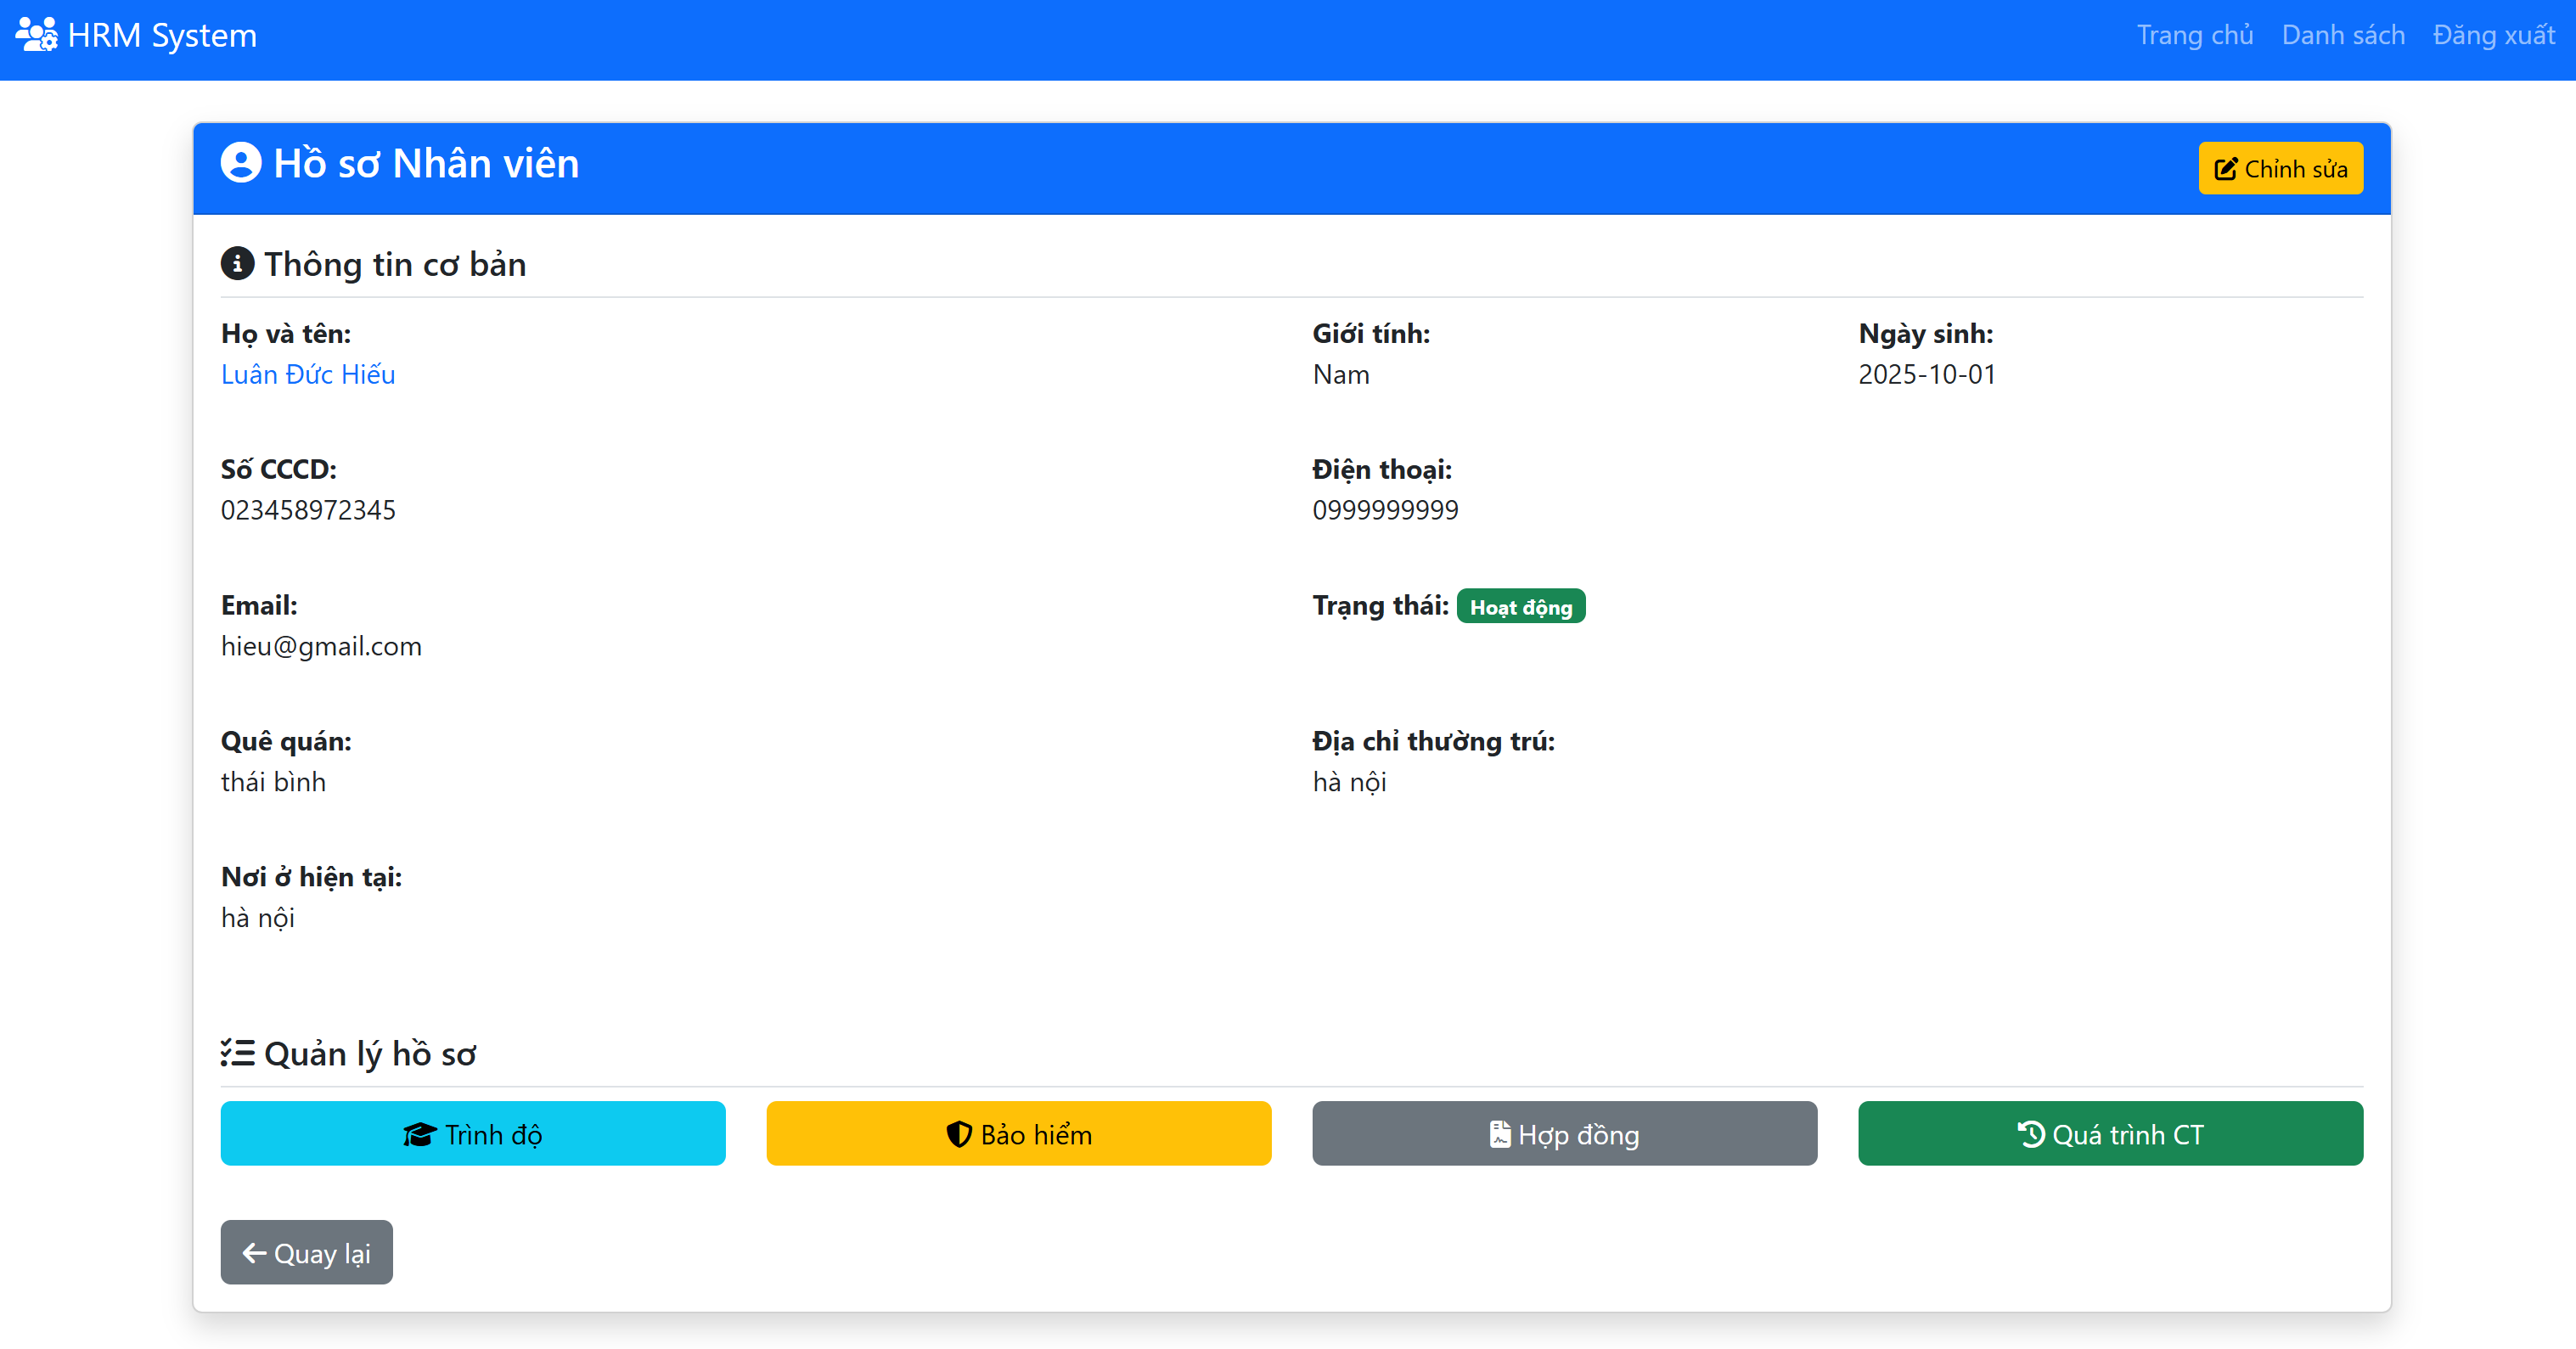 HRM System
Trang chủ Danh sách Đăng xuất
Hồ sơ Nhân viên
Chỉnh sửa
Thông tin cơ bản
Họ và tên: Giới tính: Ngày sinh:
Luân Đức Hiếu Nam 2025-10-01
Số CCCD: Điện thoại:
023458972345 0999999999
Email: Trạng thái: Hoạt động
hieu@gmail.com
Quê quán: Địa chỉ thường trú:
thái bình hà nội
Nơi ở hiện tại:
hà nội
Quản lý hồ sơ
Trình độ Bảo hiểm Hợp đồng Quá trình CT
Quay lại